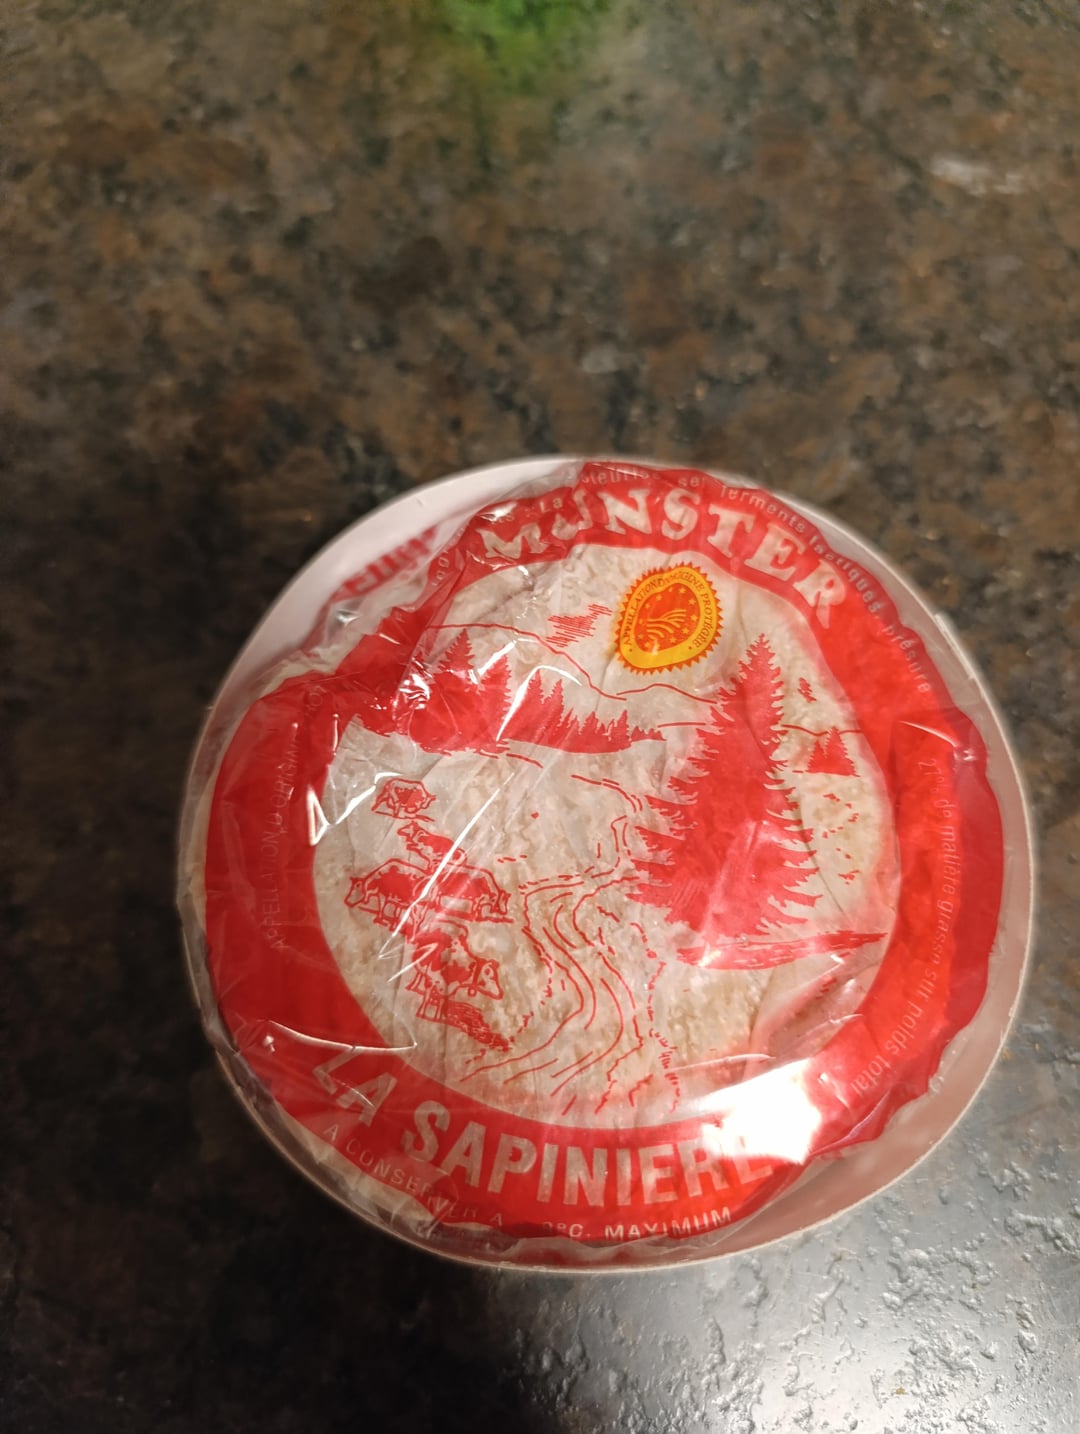 sel ferments lactiques présure
MUNSTER
APPELLATION D'ORIGINE PROTÉGÉE
APPELLATION D'ORIGINE
de matière grasse sur poids total
LA SAPINIERE
A CONSERVER A MAXIMUM